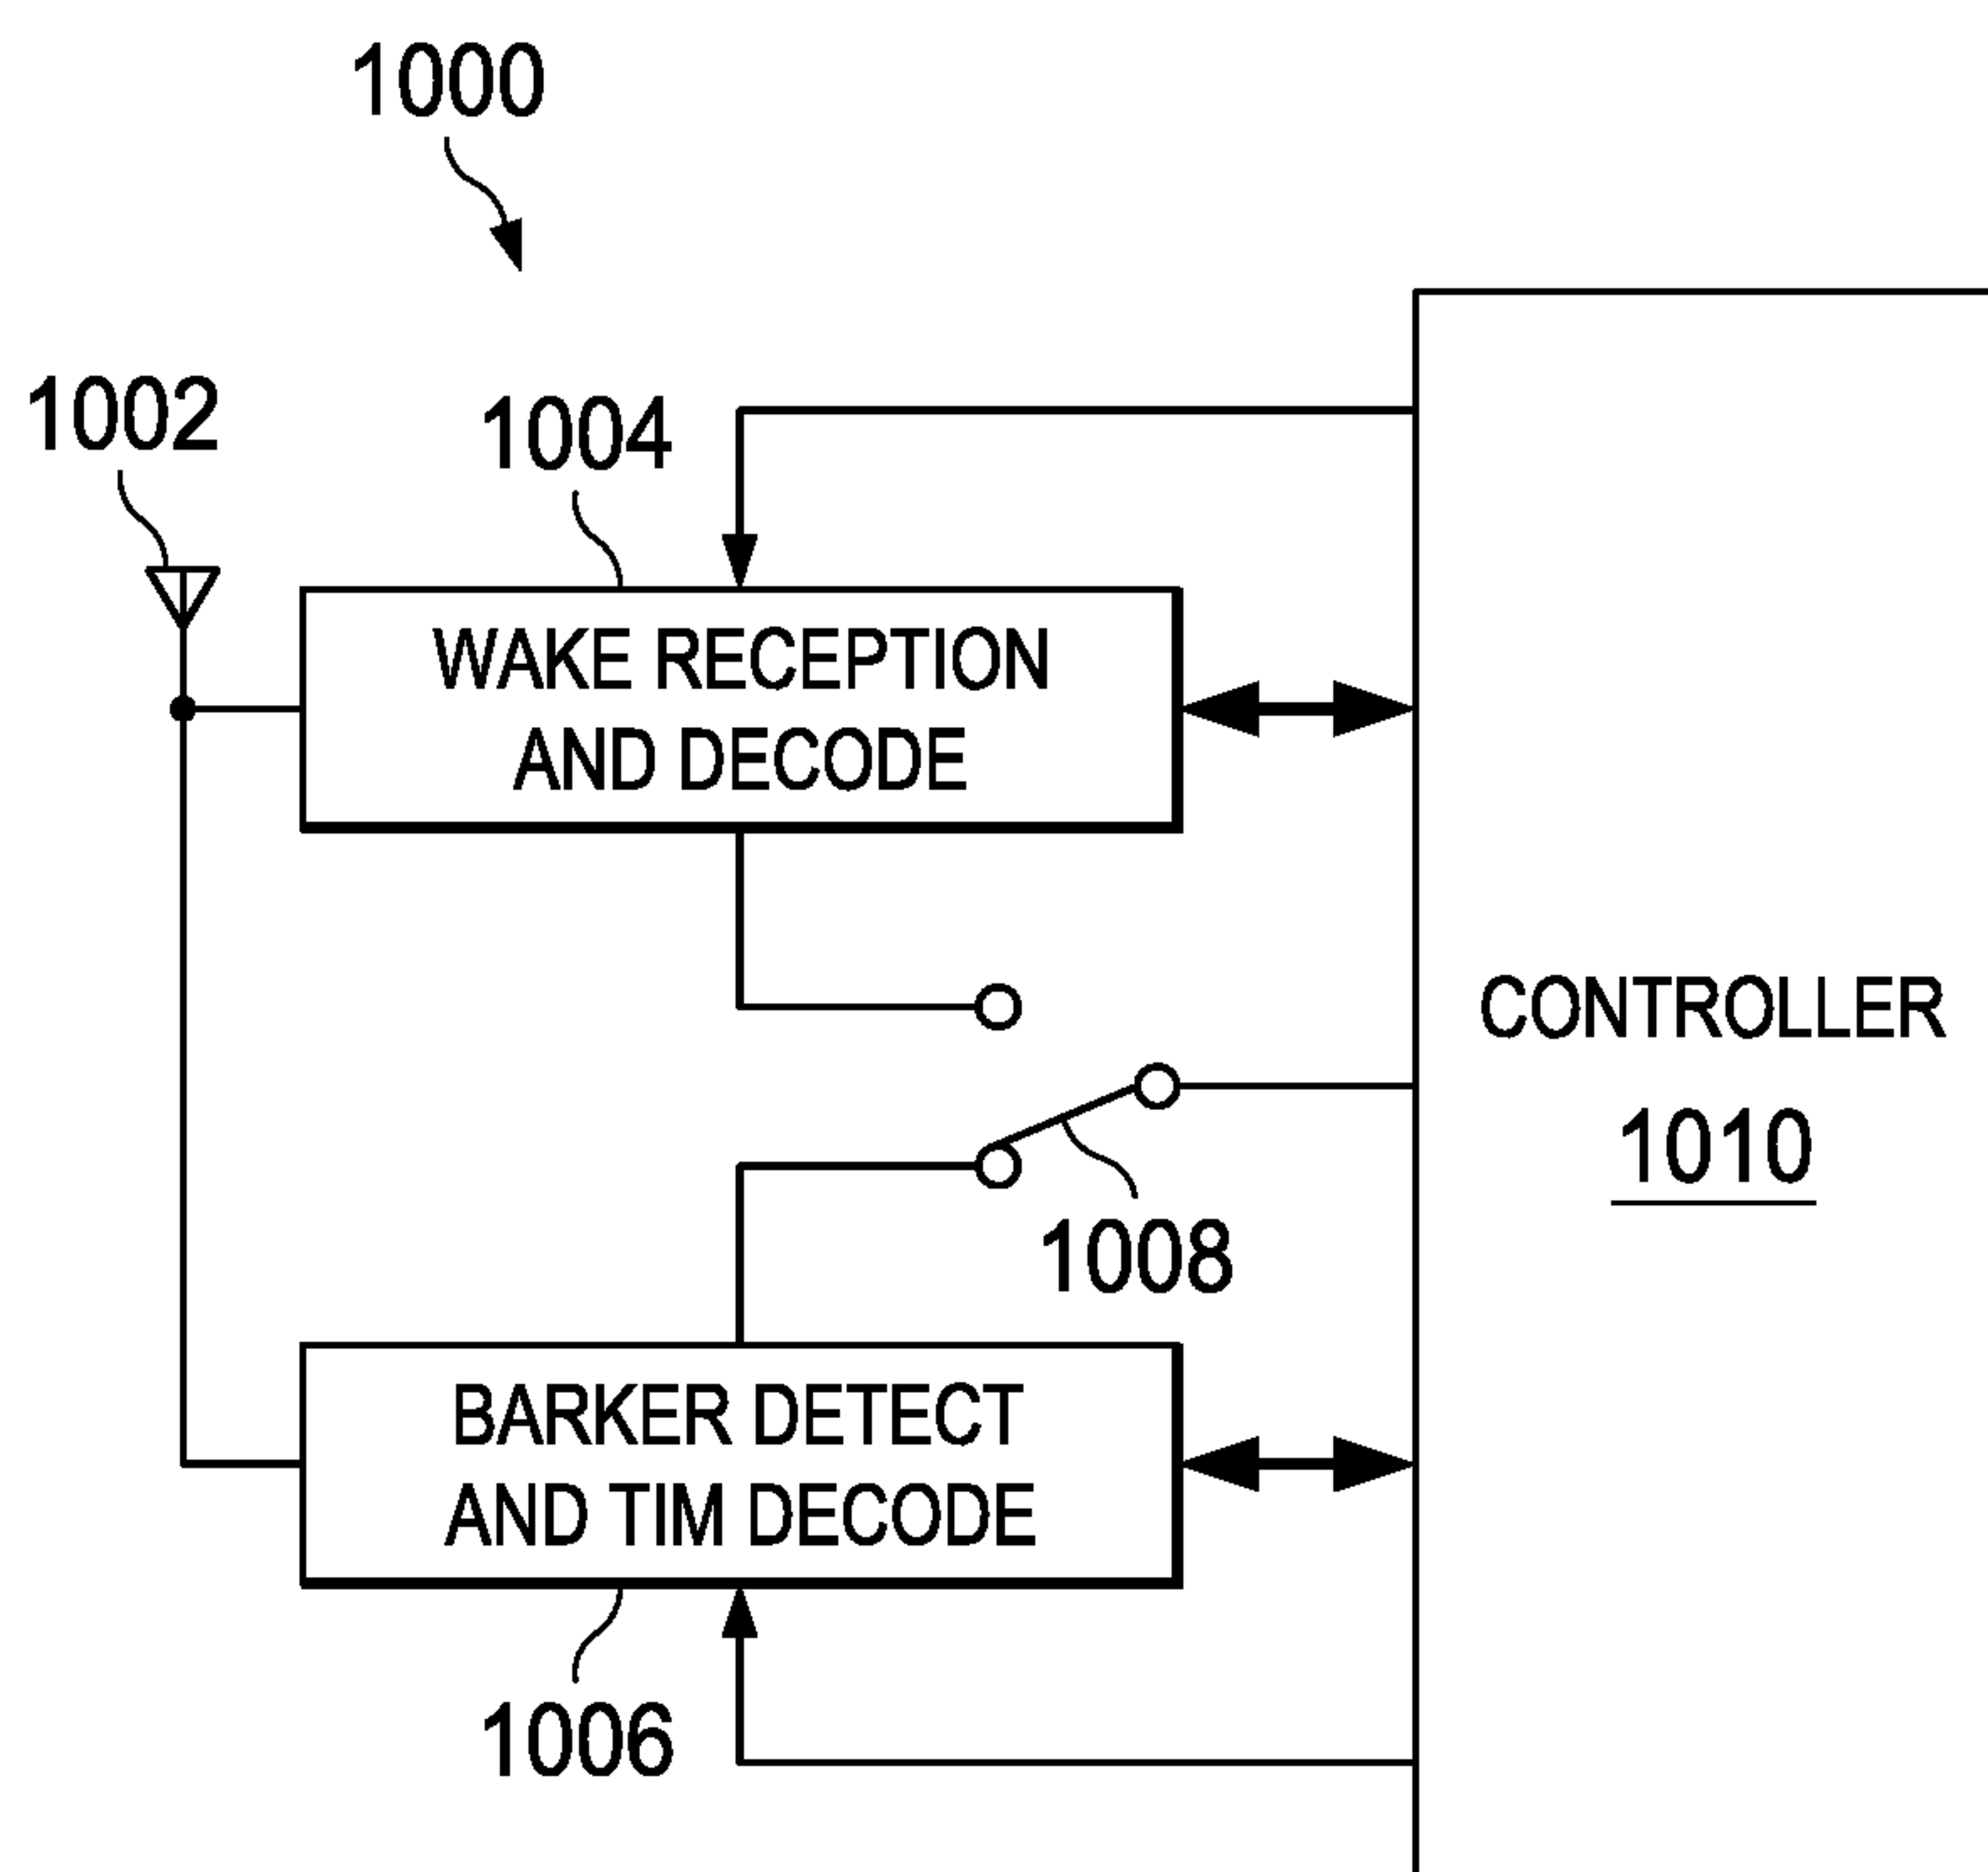 1000
1002
1004
WAKE RECEPTION
AND DECODE
CONTROLLER
1010
1008
BARKER DETECT
AND TIM DECODE
1006